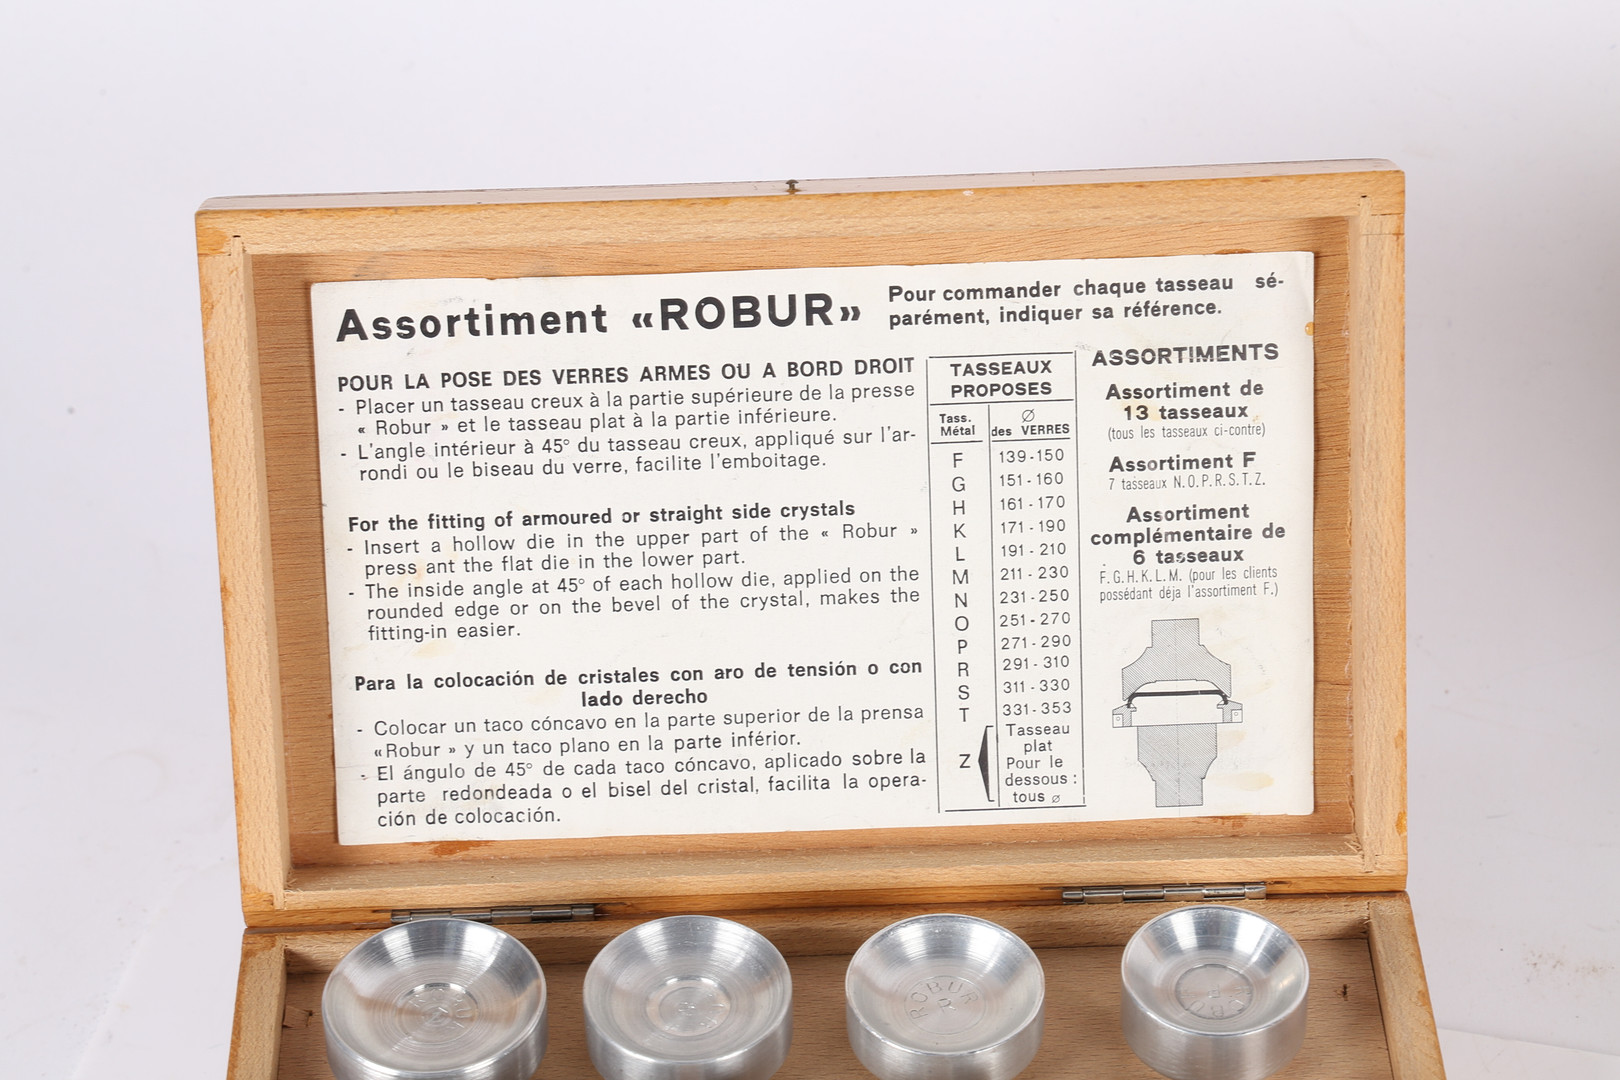 Assortiment «ROBUR»
Pour commander chaque tasseau sé-
parément, indiquer sa référence.
POUR LA POSE DES VERRES ARMES OU A BORD DROIT
- Placer un tasseau creux à la partie supérieure de la presse
« Robur » et le tasseau plat à la partie inférieure.
- L'angle intérieur à 45° du tasseau creux, appliqué sur l'ar-
rondi ou le biseau du verre, facilite l'emboitage.
For the fitting of armoured or straight side crystals
- Insert a hollow die in the upper part of the « Robur »
press ant the flat die in the lower part.
- The inside angle at 45° of each hollow die, applied on the
rounded edge or on the bevel of the crystal, makes the
fitting-in easier.
Para la colocación de cristales con aro de tensión o con
lado derecho
- Colocar un taco cóncavo en la parte superior de la prensa
«Robur » y un taco plano en la parte inférior.
- El ángulo de 45° de cada taco cóncavo, aplicado sobre la
parte redondeada o el bisel del cristal, facilita la opera-
ción de colocación.
TASSEAUX
PROPOSES
Tass. Métal Ø des VERRES
F 139-150
G 151-160
H 161-170
K 171-190
L 191-210
M 211-230
N 231-250
O 251-270
P 271-290
R 291-310
S 311-330
T 331-353
Z Tasseau
plat
Pour le
dessous :
tous Ø
ASSORTIMENTS
Assortiment de
13 tasseaux
(tous les tasseaux ci-contre)
Assortiment F
7 tasseaux N.O.P.R.S.T.Z.
Assortiment
complémentaire de
6 tasseaux
F.G.H.K.L.M. (pour les clients
possédant déja l'assortiment F.)
ROBUR
R